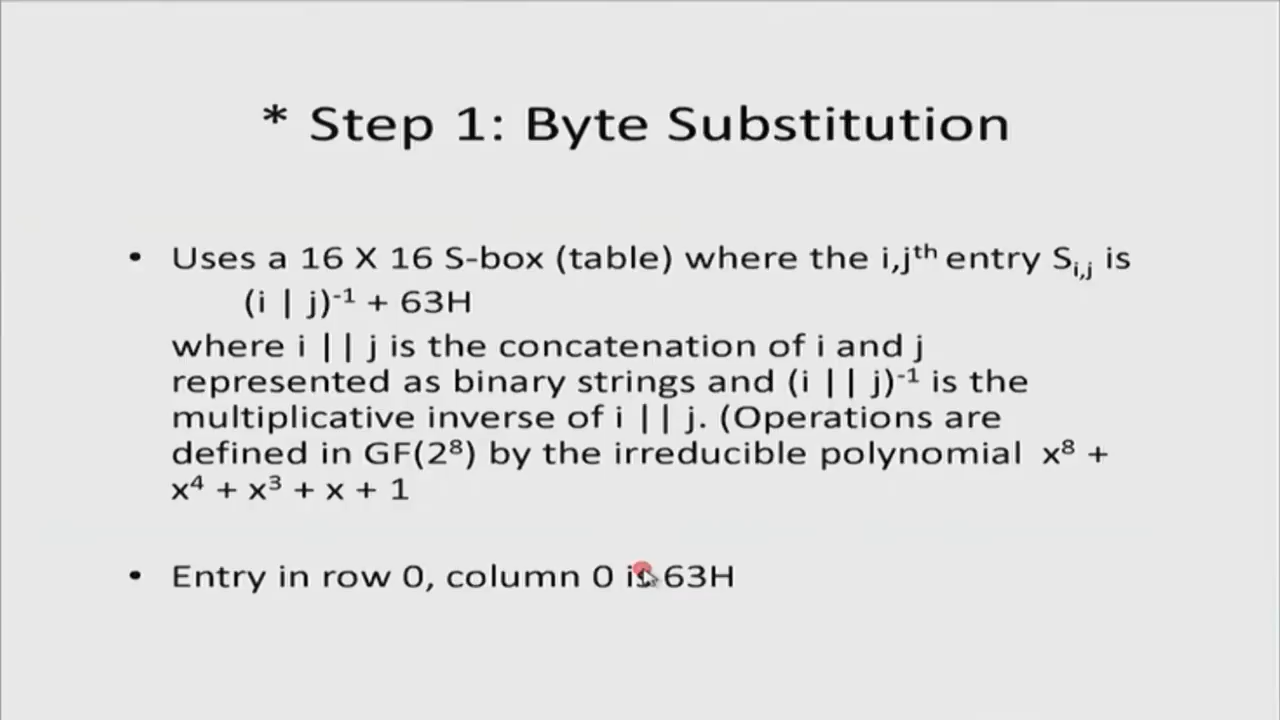 * Step 1: Byte Substitution
• Uses a 16 X 16 S-box (table) where the i,jᵗʰ entry Sᵢ,ⱼ is
(i | j)⁻¹ + 63H
where i || j is the concatenation of i and j
represented as binary strings and (i || j)⁻¹ is the
multiplicative inverse of i || j. (Operations are
defined in GF(2⁸) by the irreducible polynomial x⁸ +
x⁴ + x³ + x + 1
• Entry in row 0, column 0 is 63H